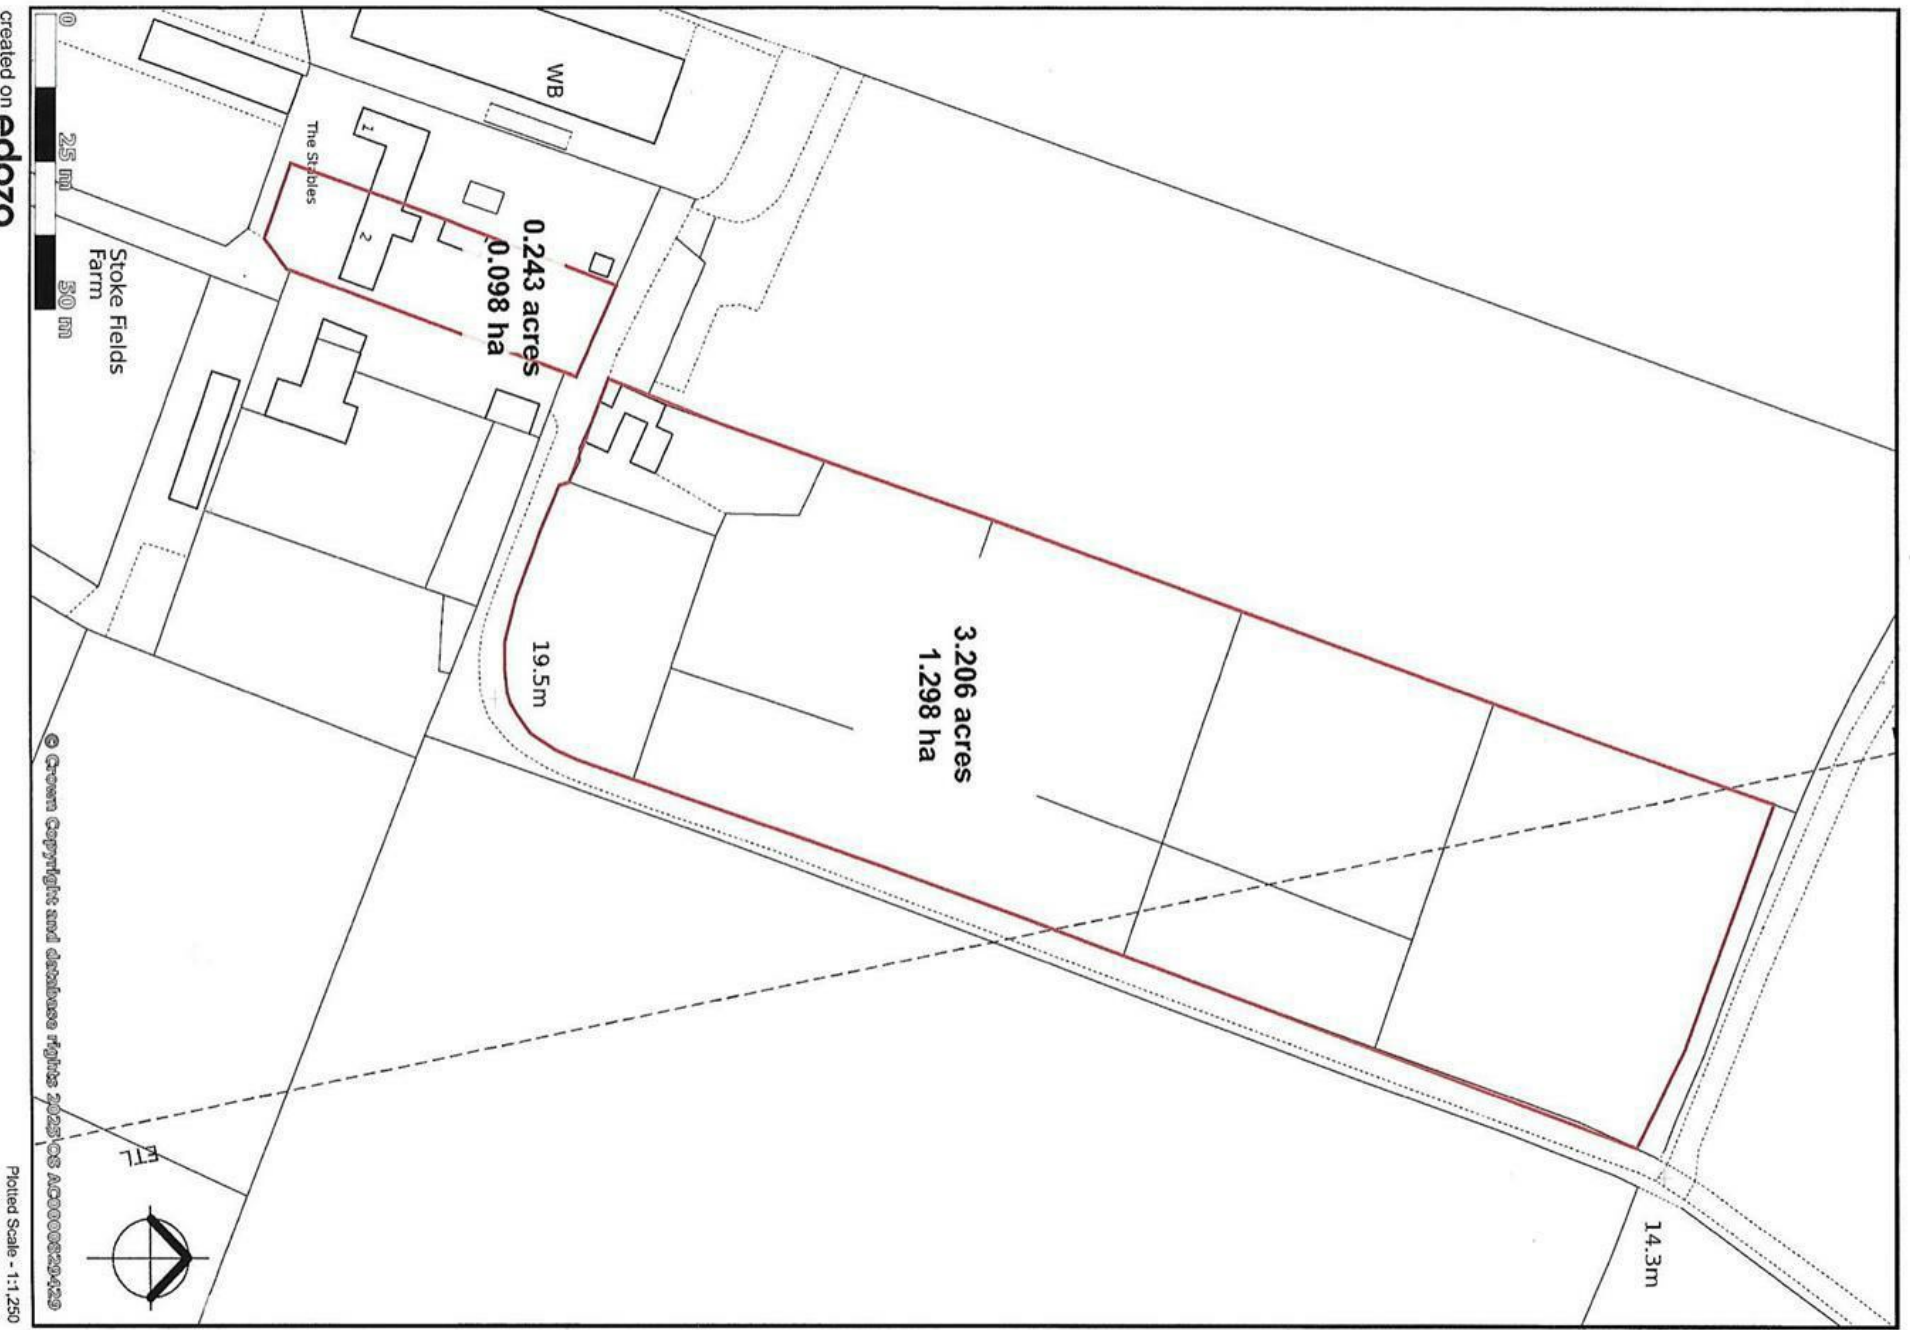 WB
1
The Stables
2
0.243 acres
0.098 ha
Stoke Fields
Farm
19.5m
3.206 acres
1.298 ha
14.3m
ETL
0 25 m 50 m
created on edozo
© Crown Copyright and database rights 2025 OS AC0000829429
Plotted Scale - 1:1,250